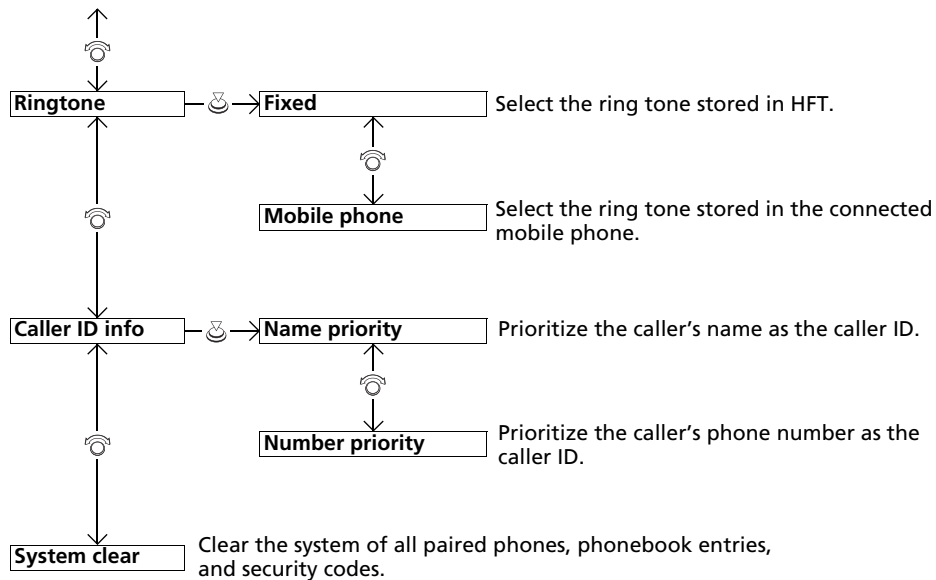 Ringtone
Fixed
Select the ring tone stored in HFT.
Mobile phone
Select the ring tone stored in the connected
mobile phone.
Caller ID info
Name priority
Prioritize the caller’s name as the caller ID.
Number priority
Prioritize the caller’s phone number as the
caller ID.
System clear
Clear the system of all paired phones, phonebook entries,
and security codes.